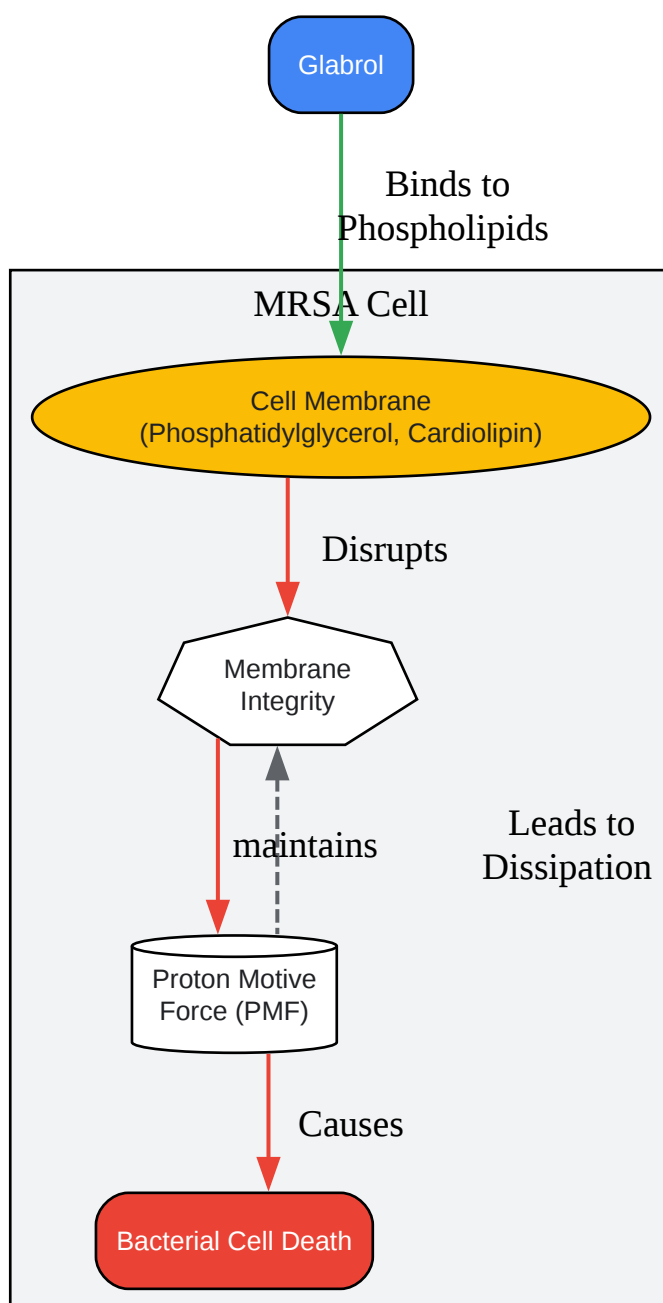 Glabrol
Binds to
Phospholipids
MRSA Cell
Cell Membrane
(Phosphatidylglycerol, Cardiolipin)
Disrupts
Membrane
Integrity
maintains
Leads to
Dissipation
Proton Motive
Force (PMF)
Causes
Bacterial Cell Death